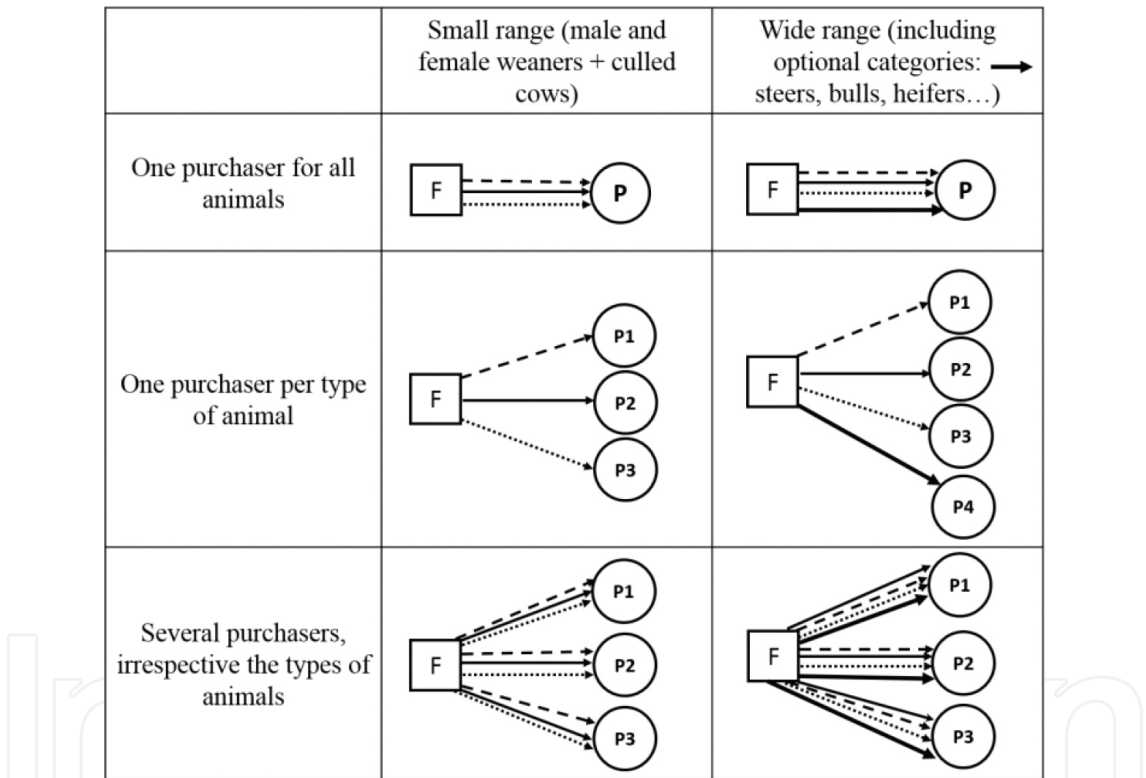 Small range (male and
female weaners + culled
cows)
Wide range (including
optional categories:
steers, bulls, heifers…)
One purchaser for all
animals
F
P
F
P
One purchaser per type
of animal
F
P1
P2
P3
F
P1
P2
P3
P4
Several purchasers,
irrespective the types of
animals
F
P1
P2
P3
F
P1
P2
P3